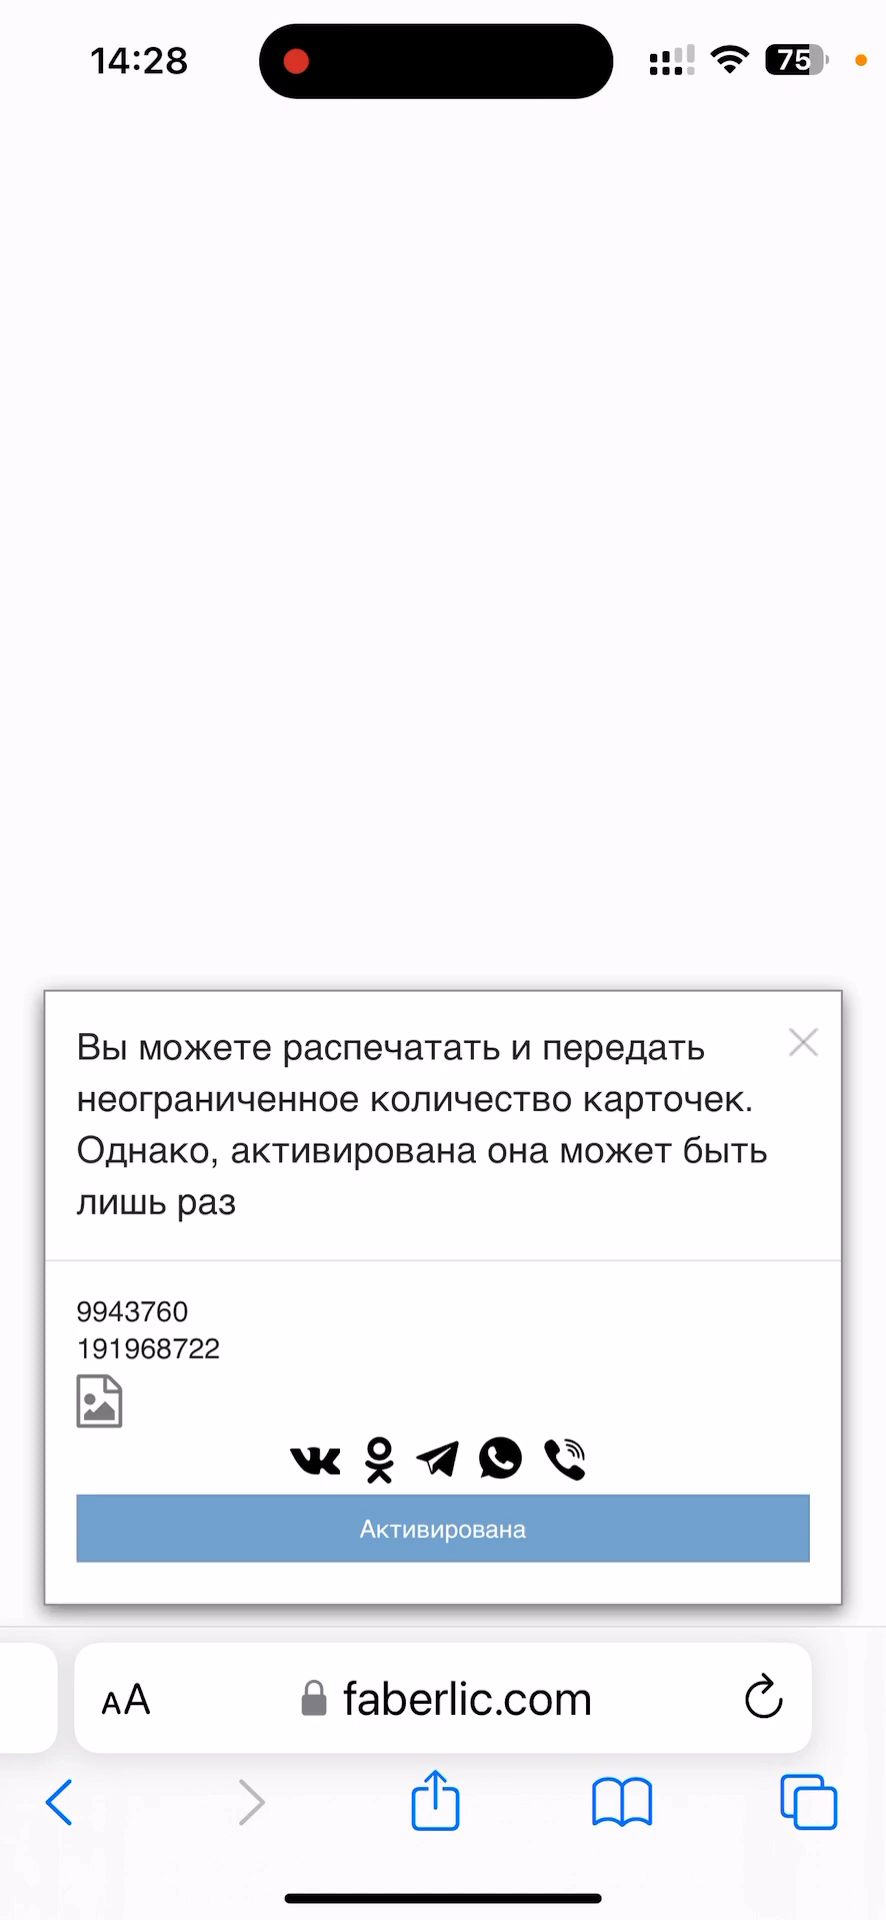 14:28
75
Вы можете распечатать и передать
неограниченное количество карточек.
Однако, активирована она может быть
лишь раз
9943760
191968722
Активирована
AA
faberlic.com